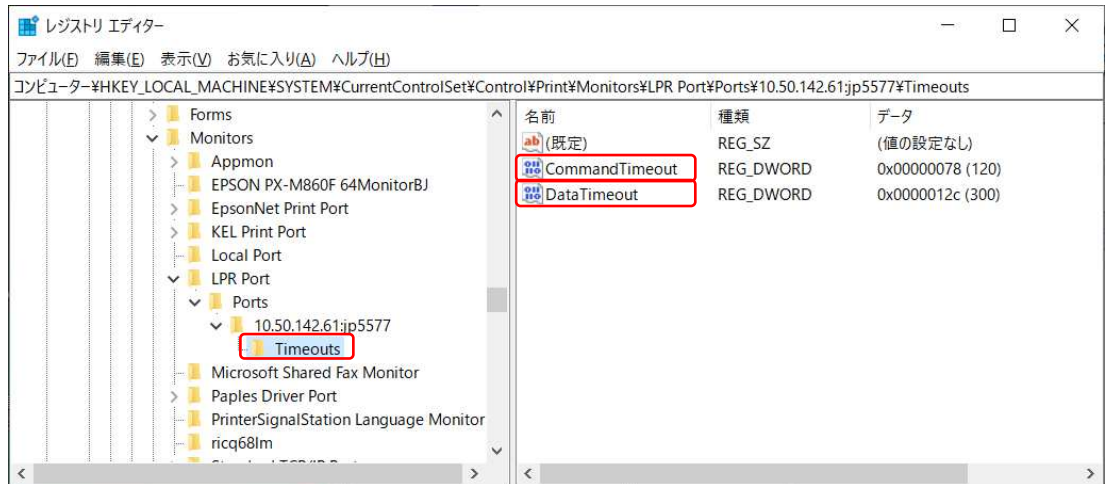 レジストリ エディター
ファイル(F) 編集(E) 表示(V) お気に入り(A) ヘルプ(H)
コンピューター¥HKEY_LOCAL_MACHINE¥SYSTEM¥CurrentControlSet¥Control¥Print¥Monitors¥LPR Port¥Ports¥10.50.142.61:jp5577¥Timeouts
Forms
Monitors
Appmon
EPSON PX-M860F 64MonitorBJ
EpsonNet Print Port
KEL Print Port
Local Port
LPR Port
Ports
10.50.142.61:jp5577
Timeouts
Microsoft Shared Fax Monitor
Paples Driver Port
PrinterSignalStation Language Monitor
ricq68lm
名前 種類 データ
(既定) REG_SZ (値の設定なし)
CommandTimeout REG_DWORD 0x00000078 (120)
DataTimeout REG_DWORD 0x0000012c (300)